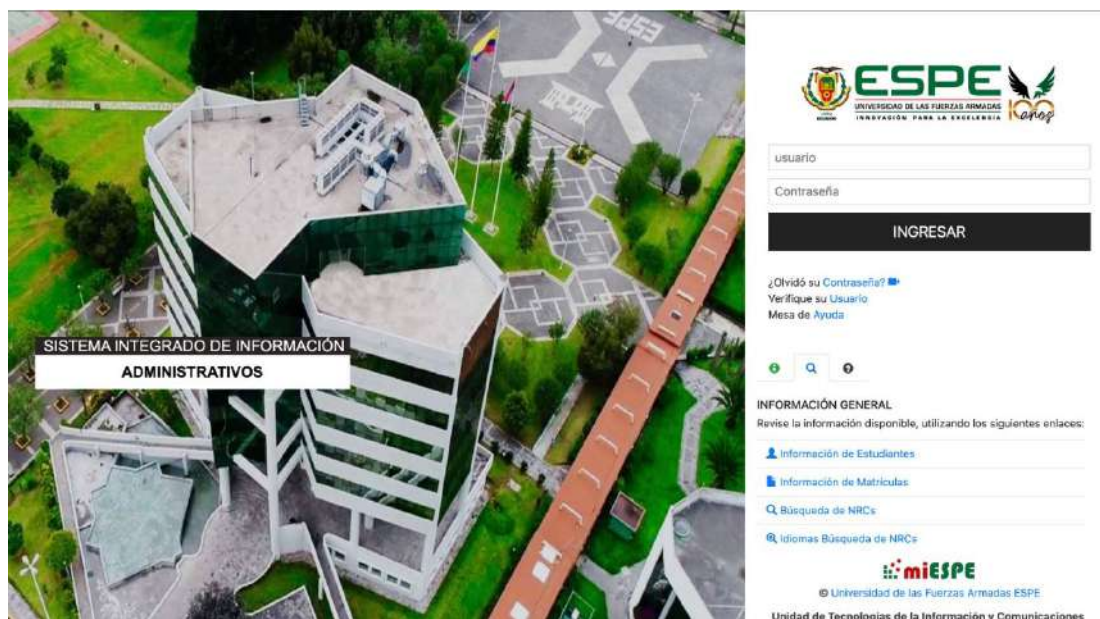 ESPE
UNIVERSIDAD DE LAS FUERZAS ARMADAS
INNOVACIÓN PARA LA EXCELENCIA
100 años
usuario
Contraseña
INGRESAR
¿Olvidó su Contraseña?
Verifique su Usuario
Mesa de Ayuda
SISTEMA INTEGRADO DE INFORMACIÓN
ADMINISTRATIVOS
INFORMACIÓN GENERAL
Revise la información disponible, utilizando los siguientes enlaces:
Información de Estudiantes
Información de Matrículas
Búsqueda de NRCs
Idiomas Búsqueda de NRCs
miESPE
© Universidad de las Fuerzas Armadas ESPE
Unidad de Tecnologías de la Información y Comunicaciones